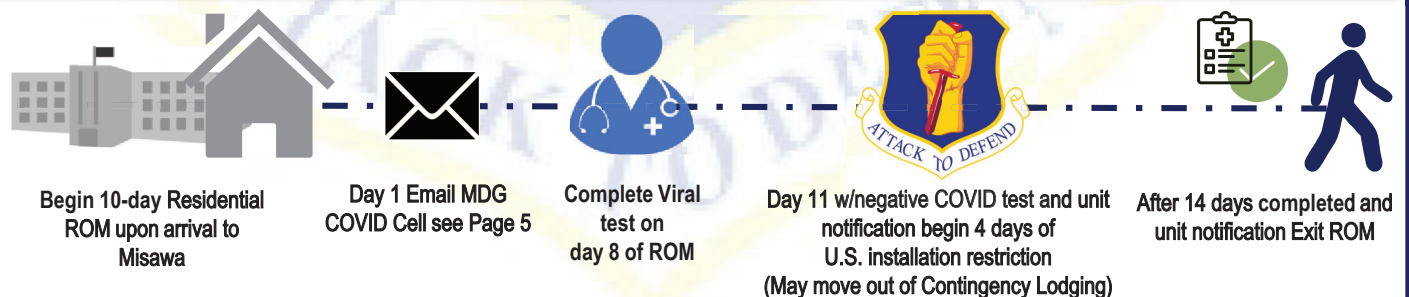 ATTACK TO DEFEND
Begin 10-day Residential
ROM upon arrival to
Misawa
Day 1 Email MDG
COVID Cell see Page 5
Complete Viral
test on
day 8 of ROM
Day 11 w/negative COVID test and unit
notification begin 4 days of
U.S. installation restriction
(May move out of Contingency Lodging)
After 14 days completed and
unit notification Exit ROM